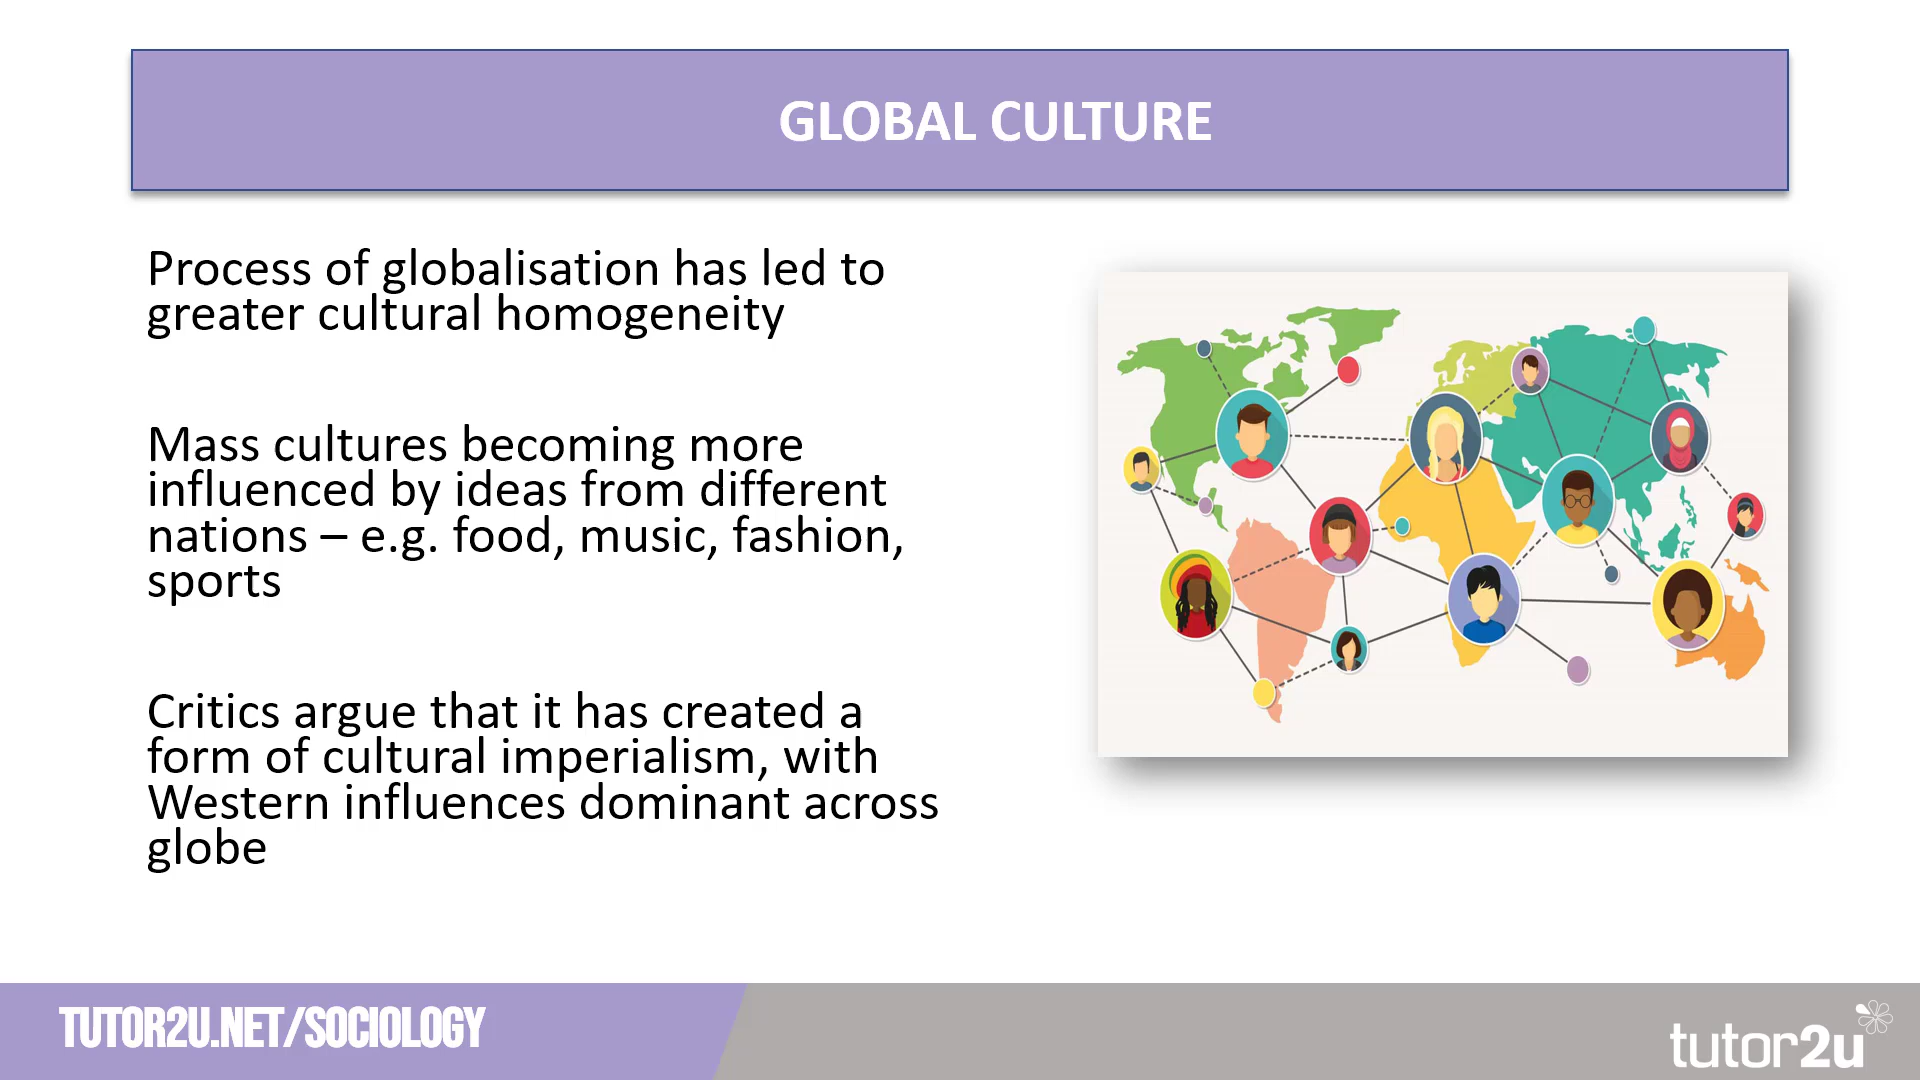 GLOBAL CULTURE
Process of globalisation has led to
greater cultural homogeneity
Mass cultures becoming more
influenced by ideas from different
nations – e.g. food, music, fashion,
sports
Critics argue that it has created a
form of cultural imperialism, with
Western influences dominant across
globe
TUTOR2U.NET/SOCIOLOGY
tutor2u